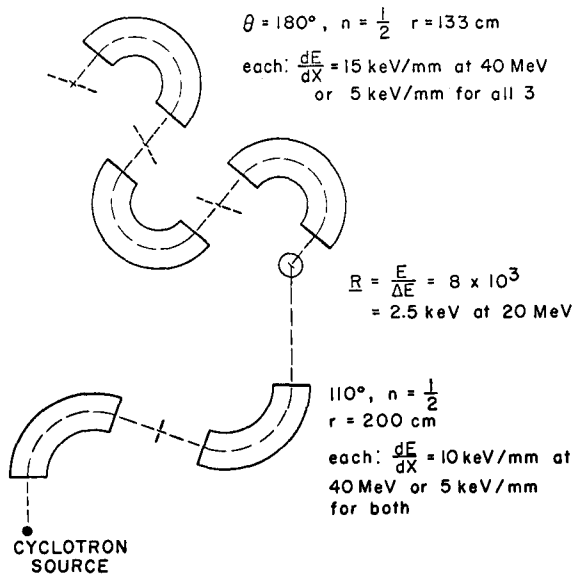 θ = 180°, n = 1/2 r = 133 cm
each: dE/dX = 15 keV/mm at 40 MeV
or 5 keV/mm for all 3
R = E/ΔE = 8 x 10³
= 2.5 keV at 20 MeV
110°, n = 1/2
r = 200 cm
each: dE/dX = 10 keV/mm at
40 MeV or 5 keV/mm
for both
CYCLOTRON
SOURCE